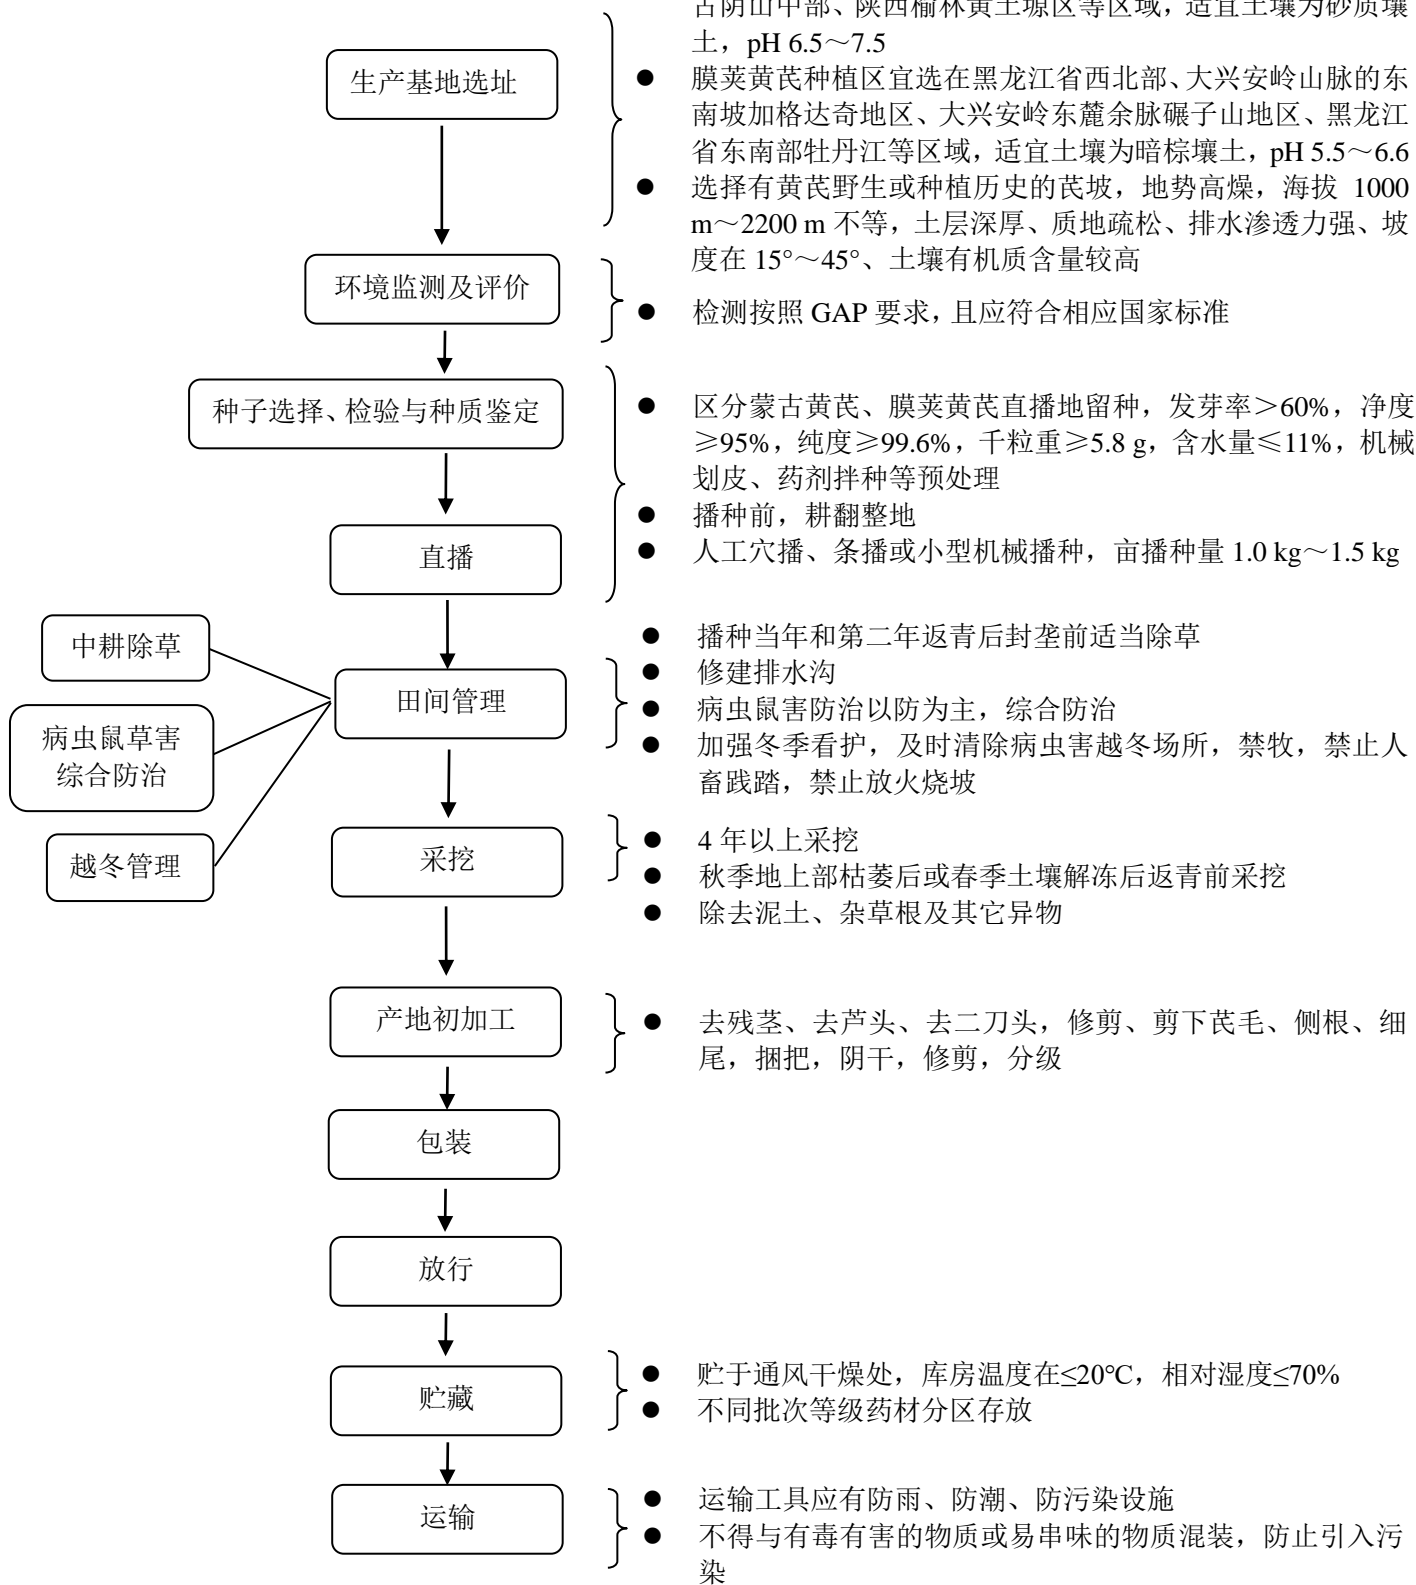 古阴山中部、陕西榆林黄土塬区等区域，适宜土壤为砂质壤
土，pH 6.5～7.5
生产基地选址
● 膜荚黄芪种植区宜选在黑龙江省西北部、大兴安岭山脉的东
南坡加格达奇地区、大兴安岭东麓余脉碾子山地区、黑龙江
省东南部牡丹江等区域，适宜土壤为暗棕壤土，pH 5.5～6.6
● 选择有黄芪野生或种植历史的芪坡，地势高燥，海拔 1000
m～2200 m 不等，土层深厚、质地疏松、排水渗透力强、坡
度在 15°～45°、土壤有机质含量较高
环境监测及评价
● 检测按照 GAP 要求，且应符合相应国家标准
种子选择、检验与种质鉴定
● 区分蒙古黄芪、膜荚黄芪直播地留种，发芽率＞60%，净度
≥95%，纯度≥99.6%，千粒重≥5.8 g，含水量≤11%，机械
划皮、药剂拌种等预处理
● 播种前，耕翻整地
直播
● 人工穴播、条播或小型机械播种，亩播种量 1.0 kg～1.5 kg
中耕除草
病虫鼠草害
综合防治
越冬管理
田间管理
● 播种当年和第二年返青后封垄前适当除草
● 修建排水沟
● 病虫鼠害防治以防为主，综合防治
● 加强冬季看护，及时清除病虫害越冬场所，禁牧，禁止人
畜践踏，禁止放火烧坡
采挖
● 4 年以上采挖
● 秋季地上部枯萎后或春季土壤解冻后返青前采挖
● 除去泥土、杂草根及其它异物
产地初加工
● 去残茎、去芦头、去二刀头，修剪、剪下芪毛、侧根、细
尾，捆把，阴干，修剪，分级
包装
放行
贮藏
● 贮于通风干燥处，库房温度在≤20°C，相对湿度≤70%
● 不同批次等级药材分区存放
运输
● 运输工具应有防雨、防潮、防污染设施
● 不得与有毒有害的物质或易串味的物质混装，防止引入污
染